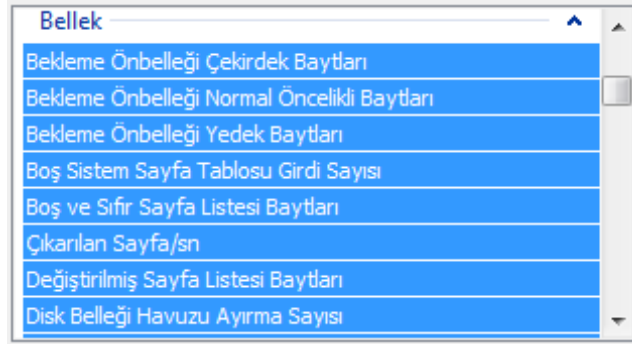 Bellek
Bekleme Önbelleği Çekirdek Baytları
Bekleme Önbelleği Normal Öncelikli Baytları
Bekleme Önbelleği Yedek Baytları
Boş Sistem Sayfa Tablosu Girdi Sayısı
Boş ve Sıfır Sayfa Listesi Baytları
Çıkarılan Sayfa/sn
Değiştirilmiş Sayfa Listesi Baytları
Disk Belleği Havuzu Ayırma Sayısı